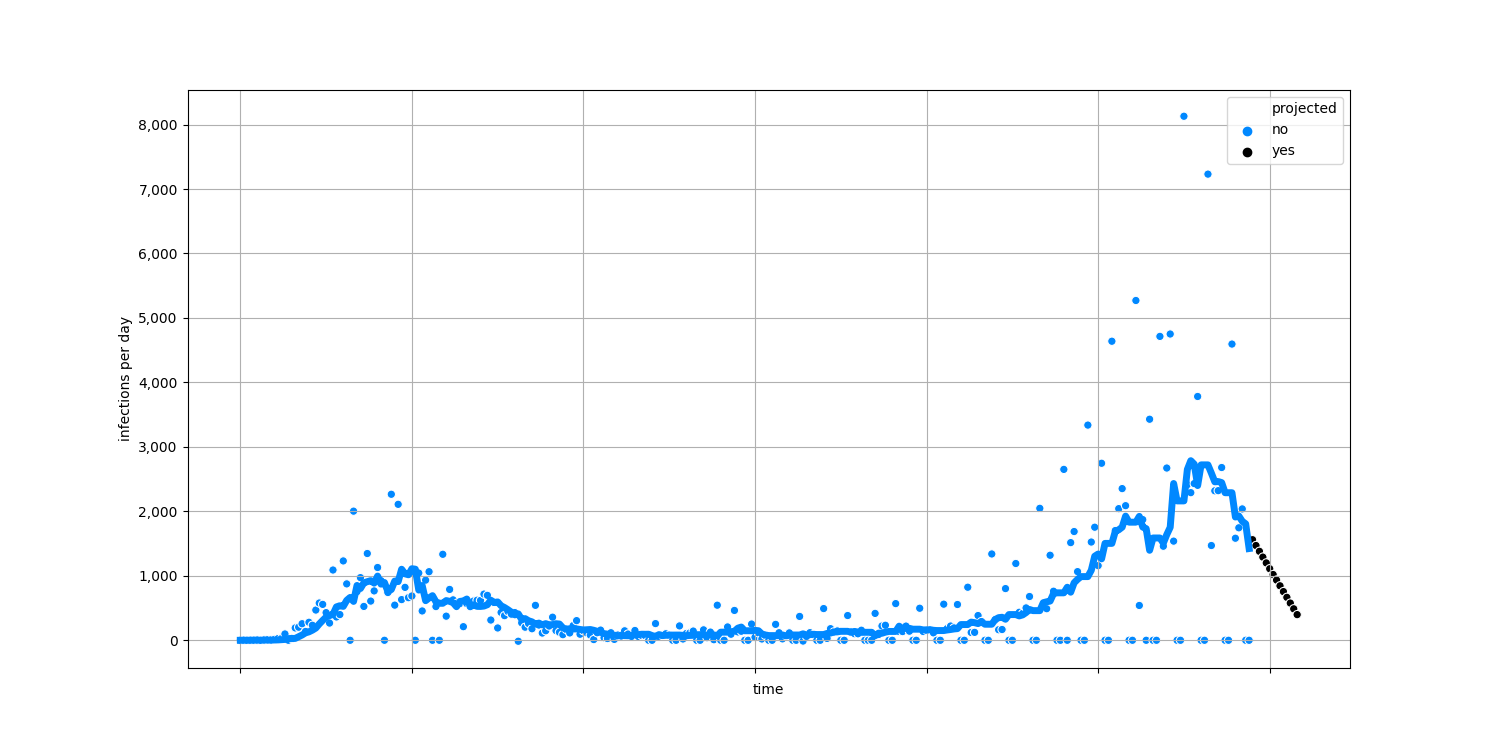 8,000
7,000
6,000
5,000
4,000
3,000
2,000
1,000
0
infections per day
time
projected
no
yes